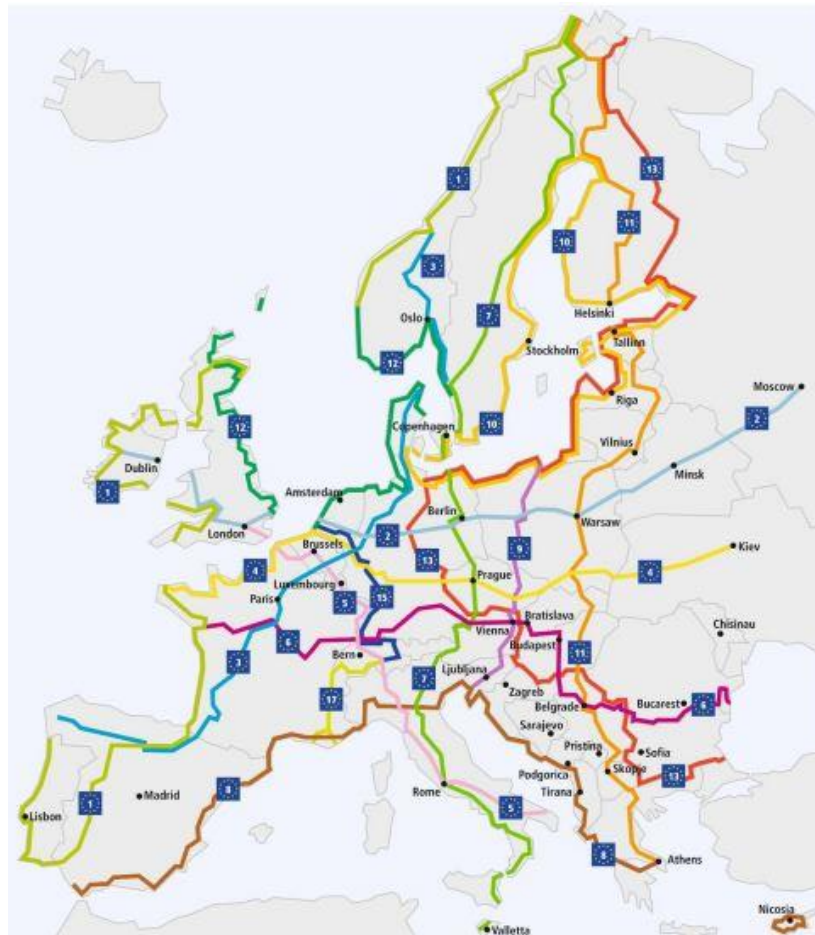 1
13
11
10
3
7
Oslo
Helsinki
12
Tallinn
Stockholm
Moscow
Riga
2
12
10
Copenhagen
Vilnius
Dublin
Minsk
1
Amsterdam
Berlin
London
2
Warsaw
Brussels
13
9
Kiev
4
4
Prague
Luxembourg
Paris
5
15
Chisinau
Vienna
Bratislava
6
Budapest
Bern
3
11
7
Ljubljana
17
Zagreb
Belgrade
Bucarest
6
Sarajevo
Pristina
Sofia
Podgorica
Skopje
13
Madrid
8
1
Rome
Tirana
Lisbon
5
8
Athens
Nicosia
Valletta